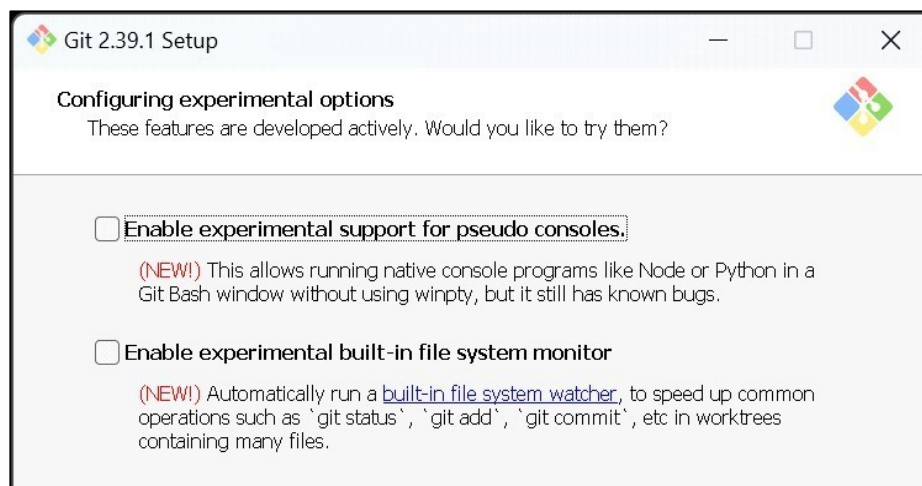 Git 2.39.1 Setup
Configuring experimental options
These features are developed actively. Would you like to try them?
Enable experimental support for pseudo consoles.
(NEW!) This allows running native console programs like Node or Python in a
Git Bash window without using winpty, but it still has known bugs.
Enable experimental built-in file system monitor
(NEW!) Automatically run a built-in file system watcher, to speed up common
operations such as `git status`, `git add`, `git commit`, etc in worktrees
containing many files.